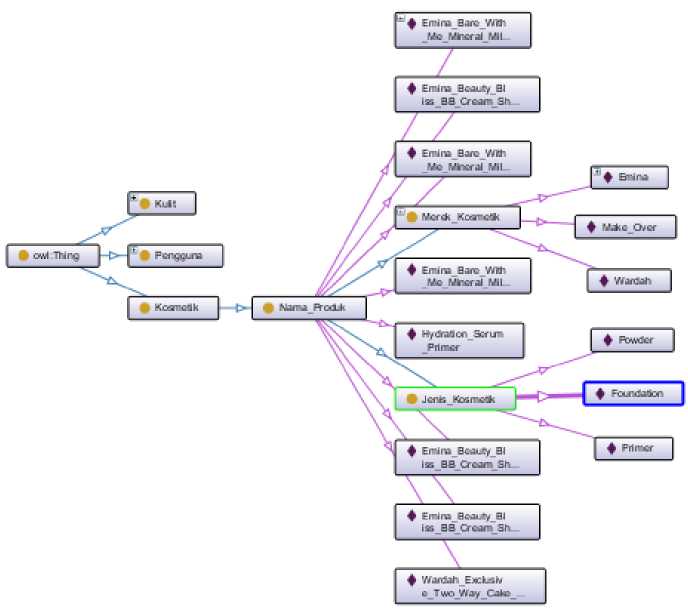 owl:Thing
Kulit
Pengguna
Kosmetik
Nama_Produk
Emina_Bare_With
_Me_Mineral_Mil...
Emina_Beauty_Bl
iss_BB_Cream_Sh...
Emina_Bare_With
_Me_Mineral_Mil...
Merek_Kosmetik
Emina_Bare_With
_Me_Mineral_Mil...
Hydration_Serum
_Primer
Jenis_Kosmetik
Emina_Beauty_Bl
iss_BB_Cream_Sh...
Emina_Beauty_Bl
iss_BB_Cream_Sh...
Wardah_Exclusiv
e_Two_Way_Cake_...
Emina
Make_Over
Wardah
Powder
Foundation
Primer